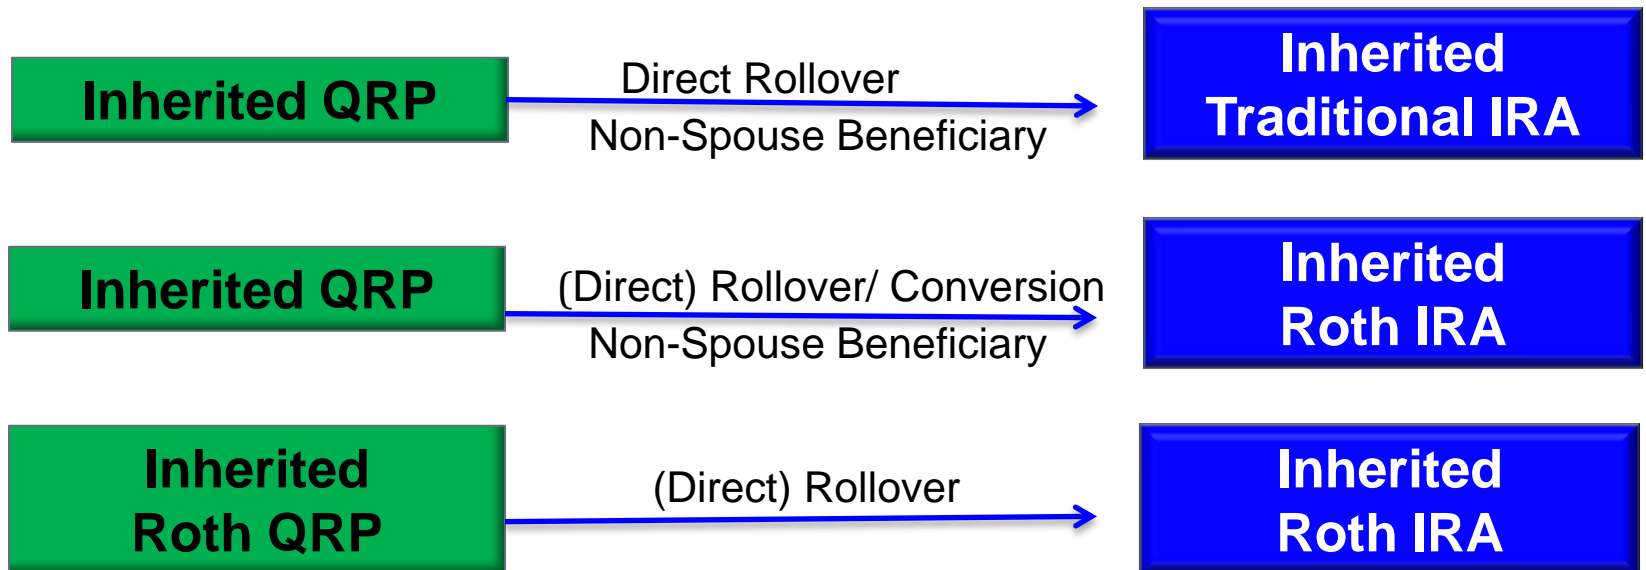 Inherited QRP
Direct Rollover
Non-Spouse Beneficiary
Inherited
Traditional IRA
Inherited QRP
(Direct) Rollover/ Conversion
Non-Spouse Beneficiary
Inherited
Roth IRA
Inherited
Roth QRP
(Direct) Rollover
Inherited
Roth IRA